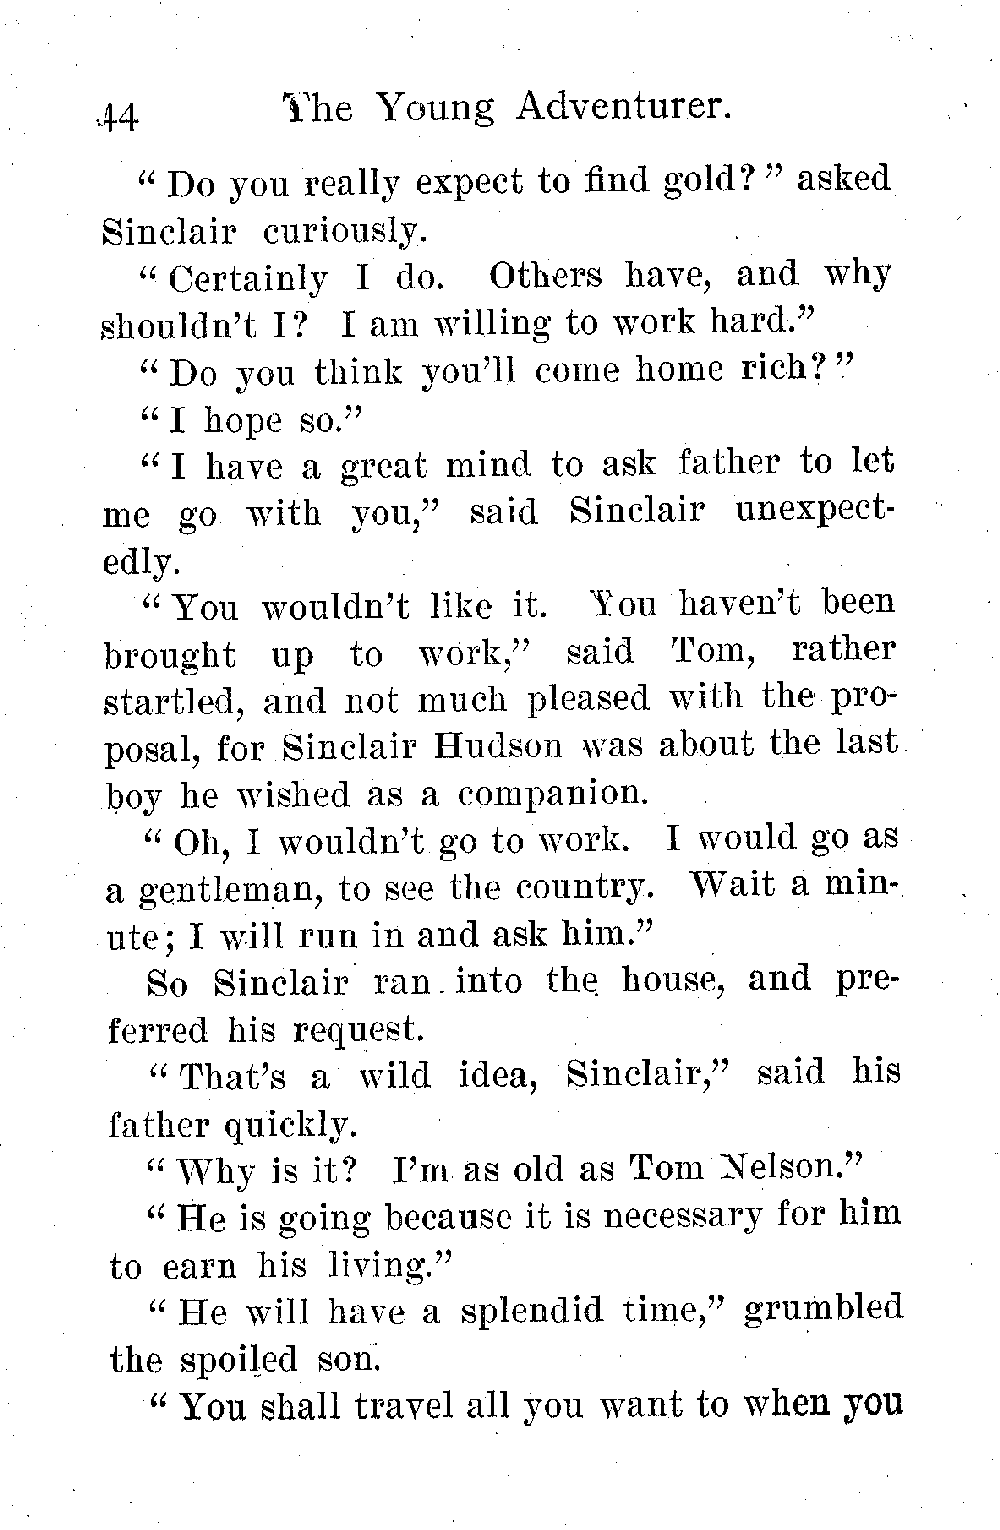 44 The Young Adventurer.
“ Do you really expect to find gold? ” asked
Sinclair curiously.
“ Certainly I do. Others have, and why
shouldn’t I? I am willing to work hard.”
“ Do you think you’ll come home rich? ”
“ I hope so.”
“ I have a great mind to ask father to let
me go with you,” said Sinclair unexpect-
edly.
“ You wouldn’t like it. You haven’t been
brought up to work,” said Tom, rather
startled, and not much pleased with the pro-
posal, for Sinclair Hudson was about the last
boy he wished as a companion.
“ Oh, I wouldn’t go to work. I would go as
a gentleman, to see the country. Wait a min-
ute; I will run in and ask him.”
So Sinclair ran into the house, and pre-
ferred his request.
“ That’s a wild idea, Sinclair,” said his
father quickly.
“ Why is it? I’m as old as Tom Nelson.”
“ He is going because it is necessary for him
to earn his living.”
“ He will have a splendid time,” grumbled
the spoiled son.
“ You shall travel all you want to when you